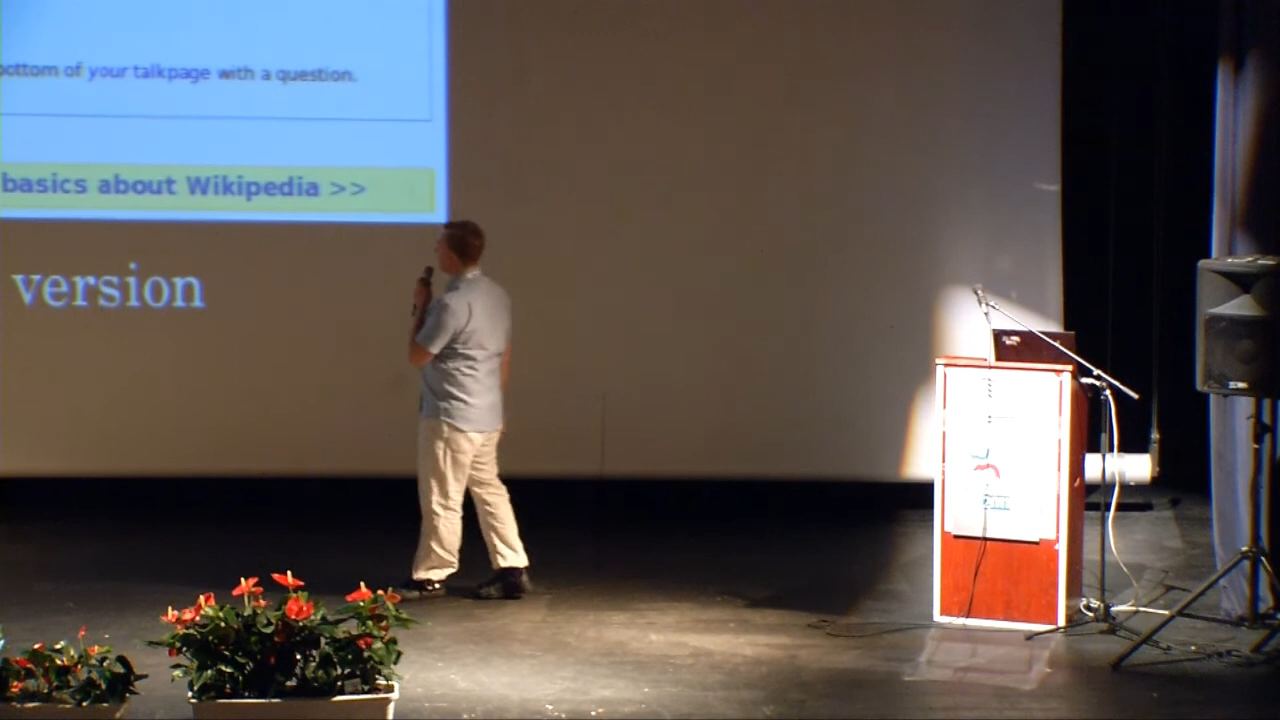 bottom of your talkpage with a question.
basics about Wikipedia >>
version